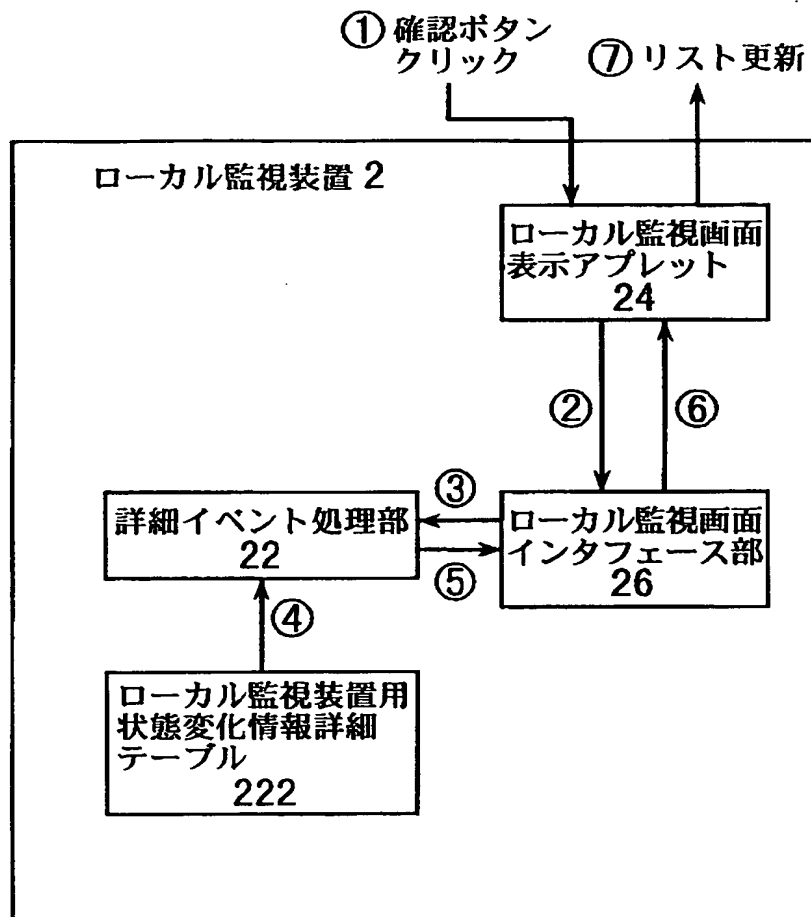 ① 確認ボタン
クリック
⑦ リスト更新
ローカル監視装置 2
ローカル監視画面
表示アプレット
24
②
⑥
③
詳細イベント処理部
22
ローカル監視画面
インタフェース部
26
⑤
④
ローカル監視装置用
状態変化情報詳細
テーブル
222